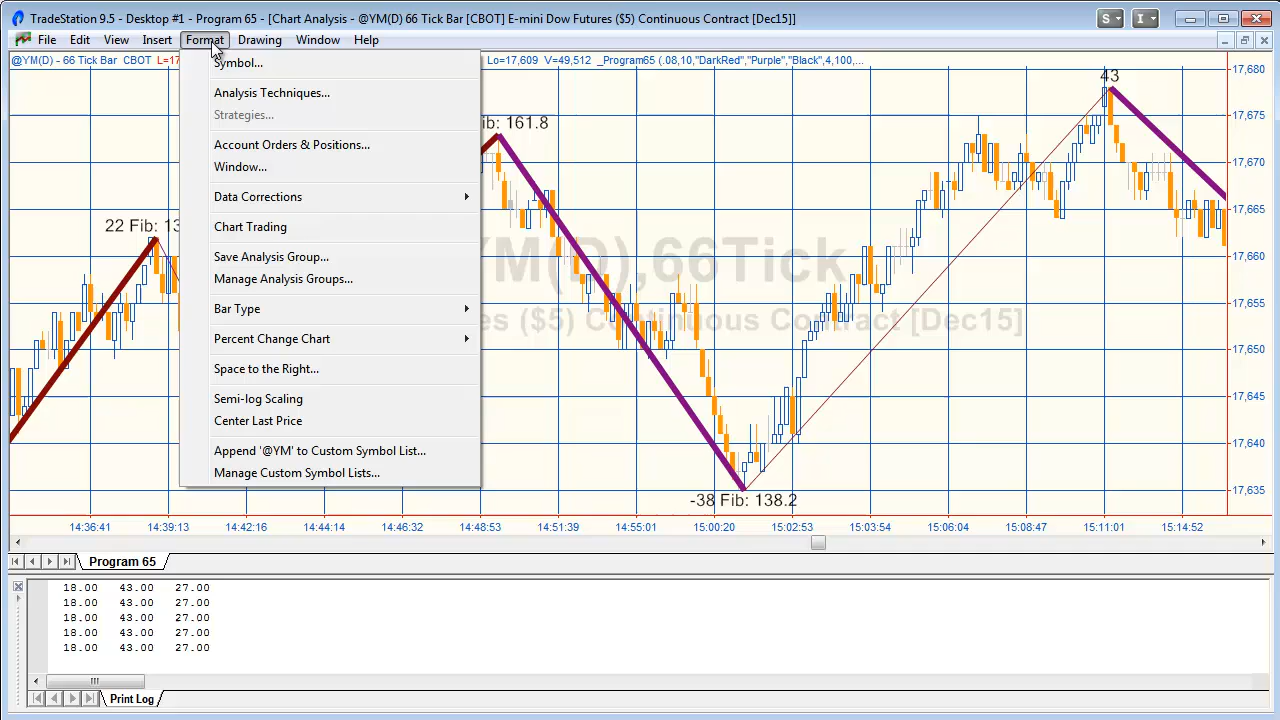 TradeStation 9.5 - Desktop #1 - Program 65 - [Chart Analysis - @YM(D) 66 Tick Bar [CBOT] E-mini Dow Futures ($5) Continuous Contract [Dec15]]
S
I
File Edit View Insert Format Drawing Window Help
@YM(D) - 66 Tick Bar CBOT L=17 Lo=17,609 V=49,512 _Program65 (.08,10,"DarkRed","Purple","Black",4,100,...
Symbol...
Analysis Techniques...
Strategies...
Account Orders & Positions...
Window...
Data Corrections
Chart Trading
Save Analysis Group...
Manage Analysis Groups...
Bar Type
Percent Change Chart
Space to the Right...
Semi-log Scaling
Center Last Price
Append '@YM' to Custom Symbol List...
Manage Custom Symbol Lists...
22 Fib: 13
ib: 161.8
-38 Fib: 138.2
43
YM(D),66Tick
es ($5) Continuous Contract [Dec15]
17,680
17,675
17,670
17,665
17,660
17,655
17,650
17,645
17,640
17,635
14:36:41 14:39:13 14:42:16 14:44:14 14:46:32 14:48:53 14:51:39 14:55:01 15:00:20 15:02:53 15:03:54 15:06:04 15:08:47 15:11:01 15:14:52
Program 65
18.00 43.00 27.00
18.00 43.00 27.00
18.00 43.00 27.00
18.00 43.00 27.00
18.00 43.00 27.00
Print Log